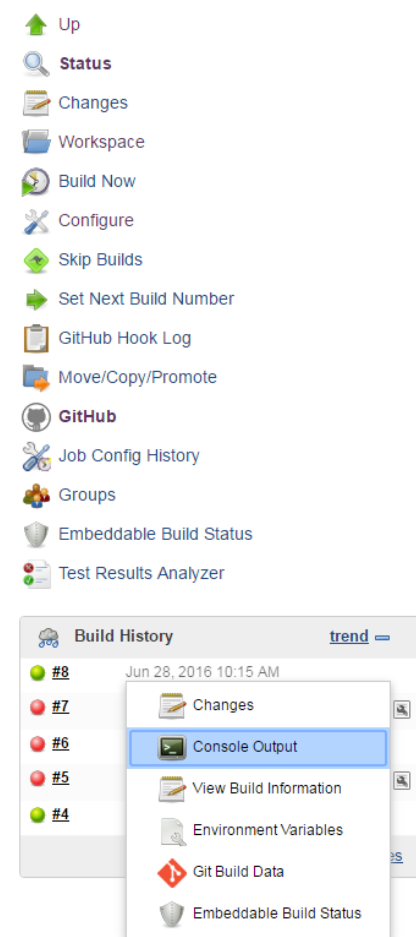 Up
Status
Changes
Workspace
Build Now
Configure
Skip Builds
Set Next Build Number
GitHub Hook Log
Move/Copy/Promote
GitHub
Job Config History
Groups
Embeddable Build Status
Test Results Analyzer
Build History trend
#8 Jun 28, 2016 10:15 AM
#7 Changes
#6 Console Output
#5 View Build Information
#4 Environment Variables
Git Build Data
Embeddable Build Status